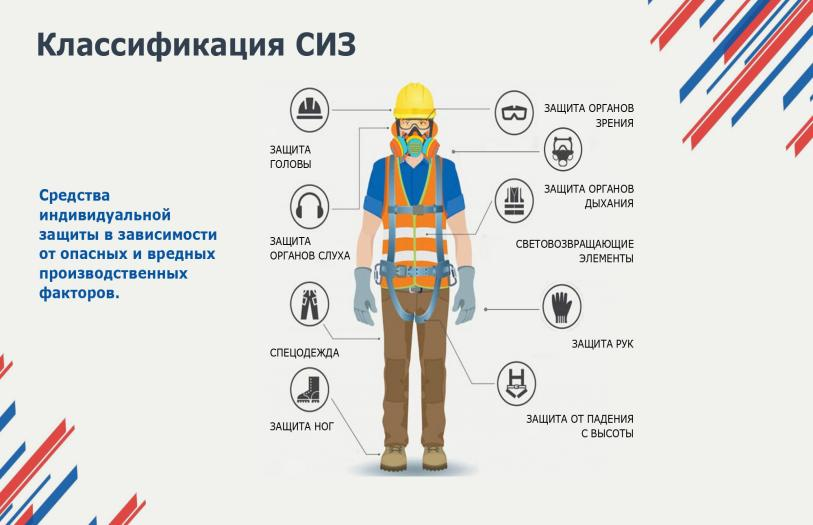 Классификация СИЗ
Средства
индивидуальной
защиты в зависимости
от опасных и вредных
производственных
факторов.
ЗАЩИТА
ГОЛОВЫ
ЗАЩИТА
ОРГАНОВ СЛУХА
СПЕЦОДЕЖДА
ЗАЩИТА НОГ
ЗАЩИТА ОРГАНОВ
ЗРЕНИЯ
ЗАЩИТА ОРГАНОВ
ДЫХАНИЯ
СВЕТОВОЗВРАЩАЮЩИЕ
ЭЛЕМЕНТЫ
ЗАЩИТА РУК
ЗАЩИТА ОТ ПАДЕНИЯ
С ВЫСОТЫ